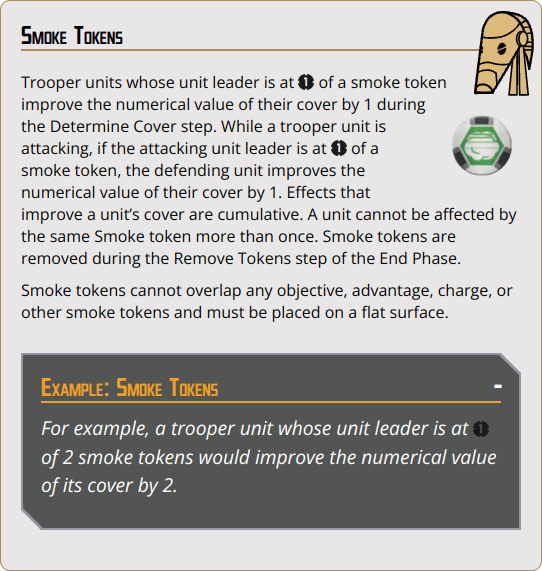 Smoke Tokens
Trooper units whose unit leader is at 1 of a smoke token
improve the numerical value of their cover by 1 during
the Determine Cover step. While a trooper unit is
attacking, if the attacking unit leader is at 1 of a
smoke token, the defending unit improves the
numerical value of their cover by 1. Effects that
improve a unit’s cover are cumulative. A unit cannot be affected by
the same Smoke token more than once. Smoke tokens are
removed during the Remove Tokens step of the End Phase.
Smoke tokens cannot overlap any objective, advantage, charge, or
other smoke tokens and must be placed on a flat surface.
Example: Smoke Tokens -
For example, a trooper unit whose unit leader is at 1
of 2 smoke tokens would improve the numerical value
of its cover by 2.